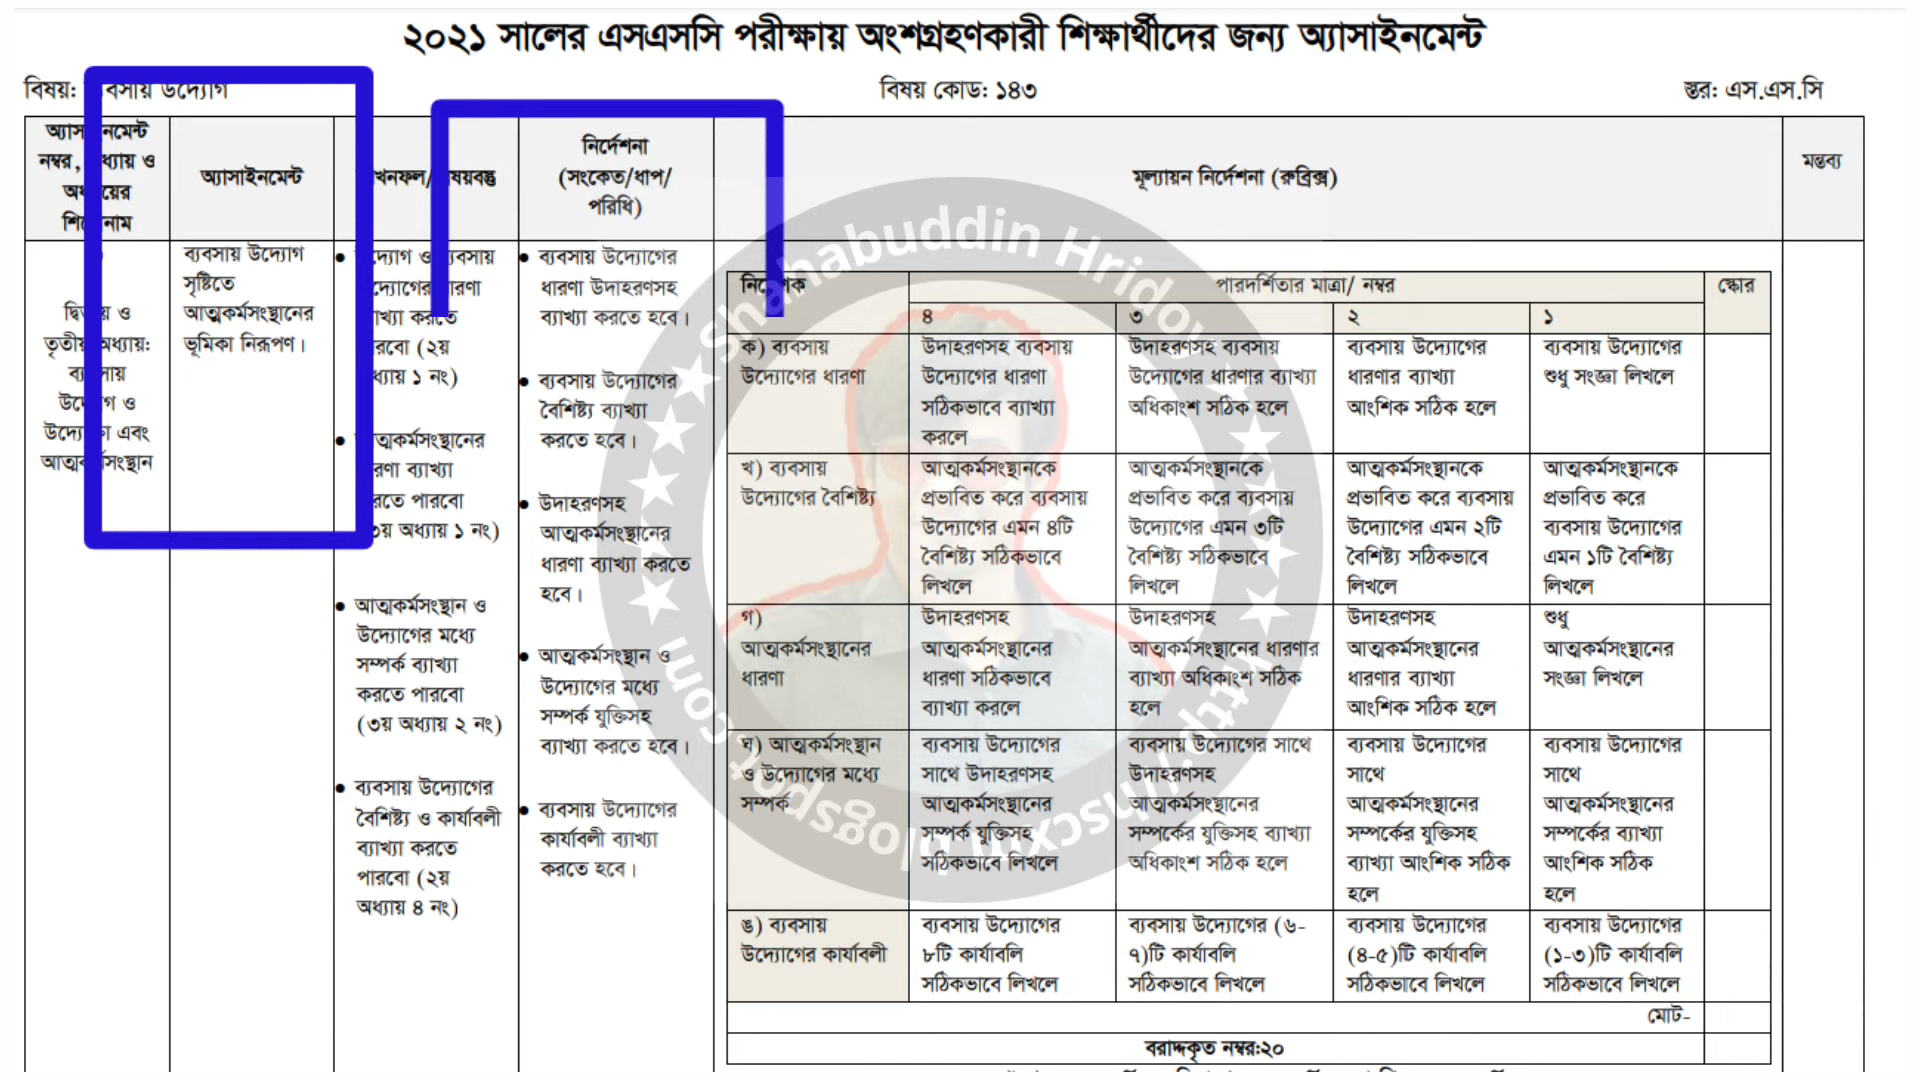 ২০২১ সালের এসএসসি পরীক্ষায় অংশগ্রহণকারী শিক্ষার্থীদের জন্য অ্যাসাইনমেন্ট
বিষয়: উদ্যোগ
বিষয় কোড: ১৪৩
স্তর: এস.এস.সি
নম্বর,
ও
অ্যাসাইনমেন্ট
নির্দেশনা
(সংকেত/ধাপ/
পরিধি)
মূল্যায়ন নির্দেশনা (রুব্রিক্স)
মন্তব্য
ও
তৃতীয় অধ্যায়:
ও
এবং
ব্যবসায় উদ্যোগ
সৃষ্টিতে
আত্মকর্মসংস্থানের
ভূমিকা নিরূপণ।
(২য়
১ নং)
ব্যাখ্যা
পারবো
অধ্যায় ১ নং)
আত্মকর্মসংস্থান ও
উদ্যোগের মধ্যে
সম্পর্ক ব্যাখ্যা
করতে পারবো
(৩য় অধ্যায় ২ নং)
ব্যবসায় উদ্যোগের
বৈশিষ্ট্য ও কার্যাবলী
ব্যাখ্যা করতে
পারবো (২য়
অধ্যায় ৪ নং)
ব্যবসায় উদ্যোগের
ধারণা উদাহরণসহ
ব্যাখ্যা করতে হবে।
ব্যবসায় উদ্যোগের
বৈশিষ্ট্য ব্যাখ্যা
করতে হবে।
উদাহরণসহ
আত্মকর্মসংস্থানের
ধারণা ব্যাখ্যা করতে
হবে।
আত্মকর্মসংস্থান ও
উদ্যোগের মধ্যে
সম্পর্ক যুক্তিসহ
ব্যাখ্যা করতে হবে।
ব্যবসায় উদ্যোগের
কার্যাবলী ব্যাখ্যা
করতে হবে।
পারদর্শিতার মাত্রা/ নম্বর
স্কোর
৪ ৩ ২ ১
ক) ব্যবসায়
উদ্যোগের ধারণা
উদাহরণসহ ব্যবসায়
উদ্যোগের ধারণা
সঠিকভাবে ব্যাখ্যা
করলে
উদাহরণসহ ব্যবসায়
উদ্যোগের ধারণার ব্যাখ্যা
অধিকাংশ সঠিক হলে
ব্যবসায় উদ্যোগের
ধারণার ব্যাখ্যা
আংশিক সঠিক হলে
ব্যবসায় উদ্যোগের
শুধু সংজ্ঞা লিখলে
খ) ব্যবসায়
উদ্যোগের বৈশিষ্ট্য
আত্মকর্মসংস্থানকে
প্রভাবিত করে ব্যবসায়
উদ্যোগের এমন ৪টি
বৈশিষ্ট্য সঠিকভাবে
লিখলে
আত্মকর্মসংস্থানকে
প্রভাবিত করে ব্যবসায়
উদ্যোগের এমন ৩টি
বৈশিষ্ট্য সঠিকভাবে
লিখলে
আত্মকর্মসংস্থানকে
প্রভাবিত করে ব্যবসায়
উদ্যোগের এমন ২টি
বৈশিষ্ট্য সঠিকভাবে
লিখলে
আত্মকর্মসংস্থানকে
প্রভাবিত করে
ব্যবসায় উদ্যোগের
এমন ১টি বৈশিষ্ট্য
লিখলে
গ)
আত্মকর্মসংস্থানের
ধারণা
উদাহরণসহ
আত্মকর্মসংস্থানের
ধারণা সঠিকভাবে
ব্যাখ্যা করলে
উদাহরণসহ
আত্মকর্মসংস্থানের ধারণার
ব্যাখ্যা অধিকাংশ সঠিক
হলে
উদাহরণসহ
আত্মকর্মসংস্থানের
ধারণার ব্যাখ্যা
আংশিক সঠিক হলে
শুধু
আত্মকর্মসংস্থানের
সংজ্ঞা লিখলে
ঘ) আত্মকর্মসংস্থান
ও উদ্যোগের মধ্যে
সম্পর্ক
ব্যবসায় উদ্যোগের
সাথে উদাহরণসহ
আত্মকর্মসংস্থানের
সম্পর্ক যুক্তিসহ
সঠিকভাবে লিখলে
ব্যবসায় উদ্যোগের সাথে
উদাহরণসহ
আত্মকর্মসংস্থানের
সম্পর্কের যুক্তিসহ ব্যাখ্যা
অধিকাংশ সঠিক হলে
ব্যবসায় উদ্যোগের
সাথে
আত্মকর্মসংস্থানের
সম্পর্কের যুক্তিসহ
ব্যাখ্যা আংশিক সঠিক
হলে
ব্যবসায় উদ্যোগের
সাথে
আত্মকর্মসংস্থানের
সম্পর্কের ব্যাখ্যা
আংশিক সঠিক
হলে
ঙ) ব্যবসায়
উদ্যোগের কার্যাবলী
ব্যবসায় উদ্যোগের
৮টি কার্যাবলি
সঠিকভাবে লিখলে
ব্যবসায় উদ্যোগের (৬-
৭)টি কার্যাবলি
সঠিকভাবে লিখলে
ব্যবসায় উদ্যোগের
(৪-৫)টি কার্যাবলি
সঠিকভাবে লিখলে
ব্যবসায় উদ্যোগের
(১-৩)টি কার্যাবলি
সঠিকভাবে লিখলে
মোট-
বরাদ্দকৃত নম্বর:২০
Shahabuddin Hridoy